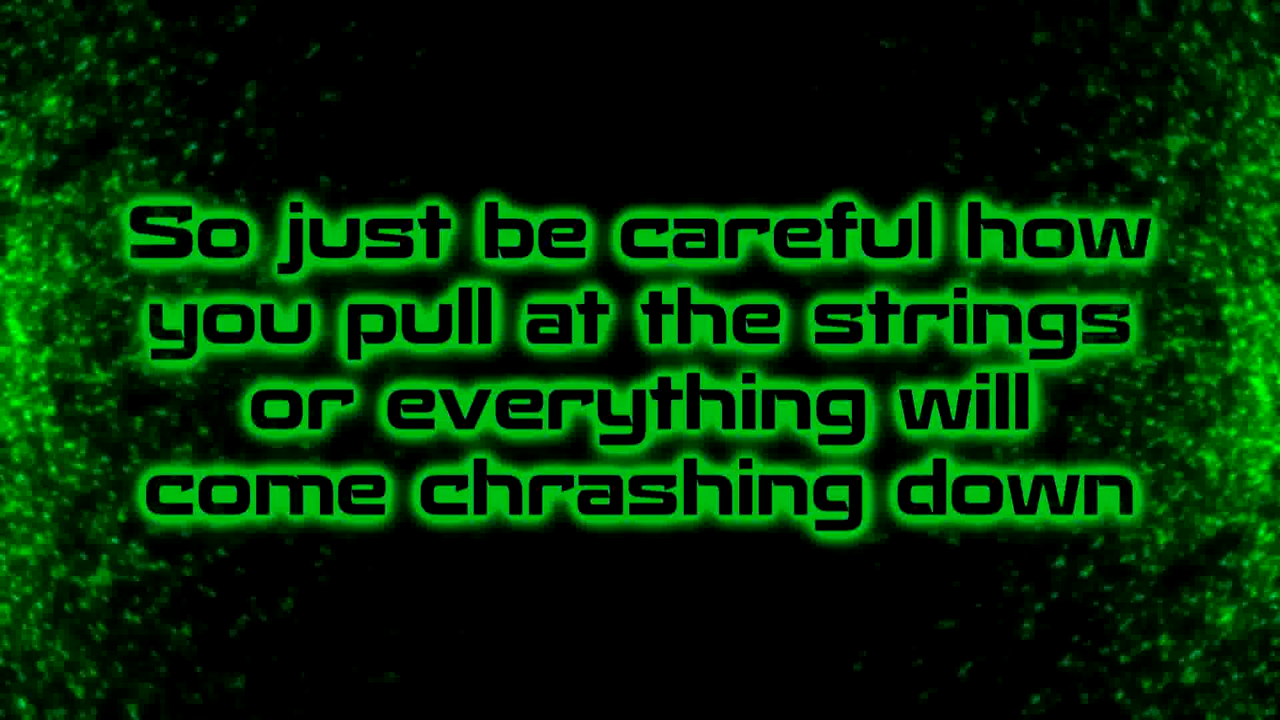 So just be careful how
you pull at the strings
or everything will
come chrashing down